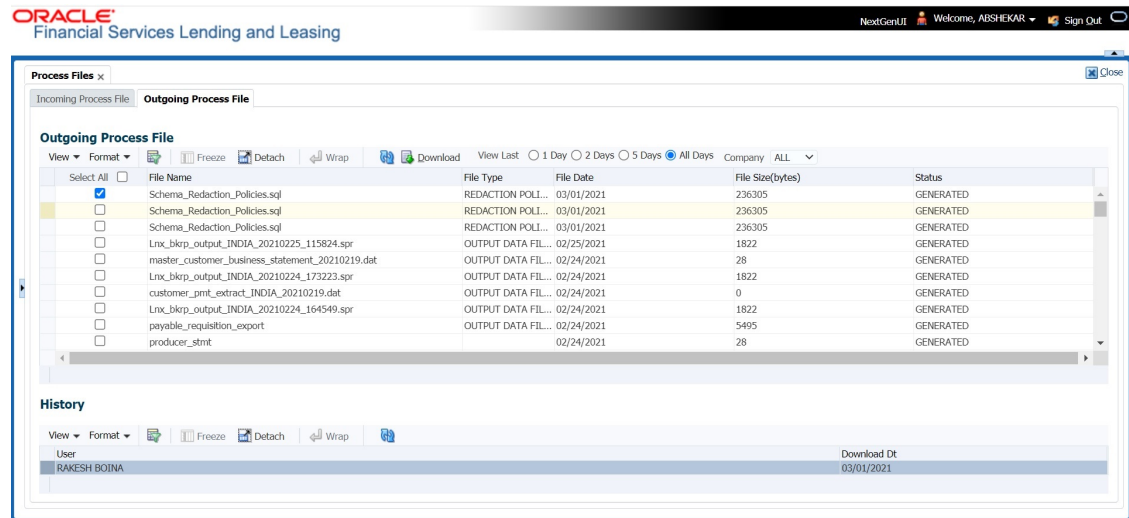 ORACLE
NextGenUI Welcome, ABSHEKAR Sign Out
Financial Services Lending and Leasing
Process Files x Close
Incoming Process File Outgoing Process File
Outgoing Process File
View Format Freeze Detach Wrap Download View Last 1 Day 2 Days 5 Days All Days Company ALL
Select All File Name File Type File Date File Size(bytes) Status
Schema_Redaction_Policies.sql REDACTION POLI... 03/01/2021 236305 GENERATED
Schema_Redaction_Policies.sql REDACTION POLI... 03/01/2021 236305 GENERATED
Schema_Redaction_Policies.sql REDACTION POLI... 03/01/2021 236305 GENERATED
Lnx_bkrp_output_INDIA_20210225_115824.spr OUTPUT DATA FIL... 02/25/2021 1822 GENERATED
master_customer_business_statement_20210219.dat OUTPUT DATA FIL... 02/24/2021 28 GENERATED
Lnx_bkrp_output_INDIA_20210224_173223.spr OUTPUT DATA FIL... 02/24/2021 1822 GENERATED
customer_pmt_extract_INDIA_20210219.dat OUTPUT DATA FIL... 02/24/2021 0 GENERATED
Lnx_bkrp_output_INDIA_20210224_164549.spr OUTPUT DATA FIL... 02/24/2021 1822 GENERATED
payable_requisition_export OUTPUT DATA FIL... 02/24/2021 5495 GENERATED
producer_stmt 02/24/2021 28 GENERATED
History
View Format Freeze Detach Wrap
User Download Dt
RAKESH BOINA 03/01/2021